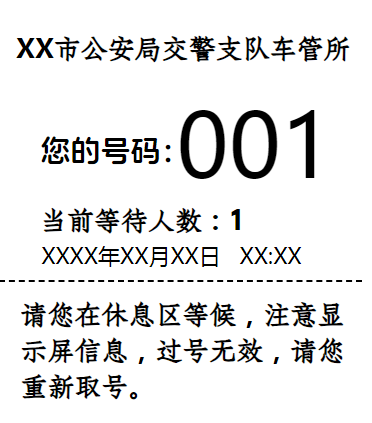 XX市公安局交警支队车管所
您的号码:001
当前等待人数：1
XXXX年XX月XX日 XX:XX
请您在休息区等候，注意显
示屏信息，过号无效，请您
重新取号。